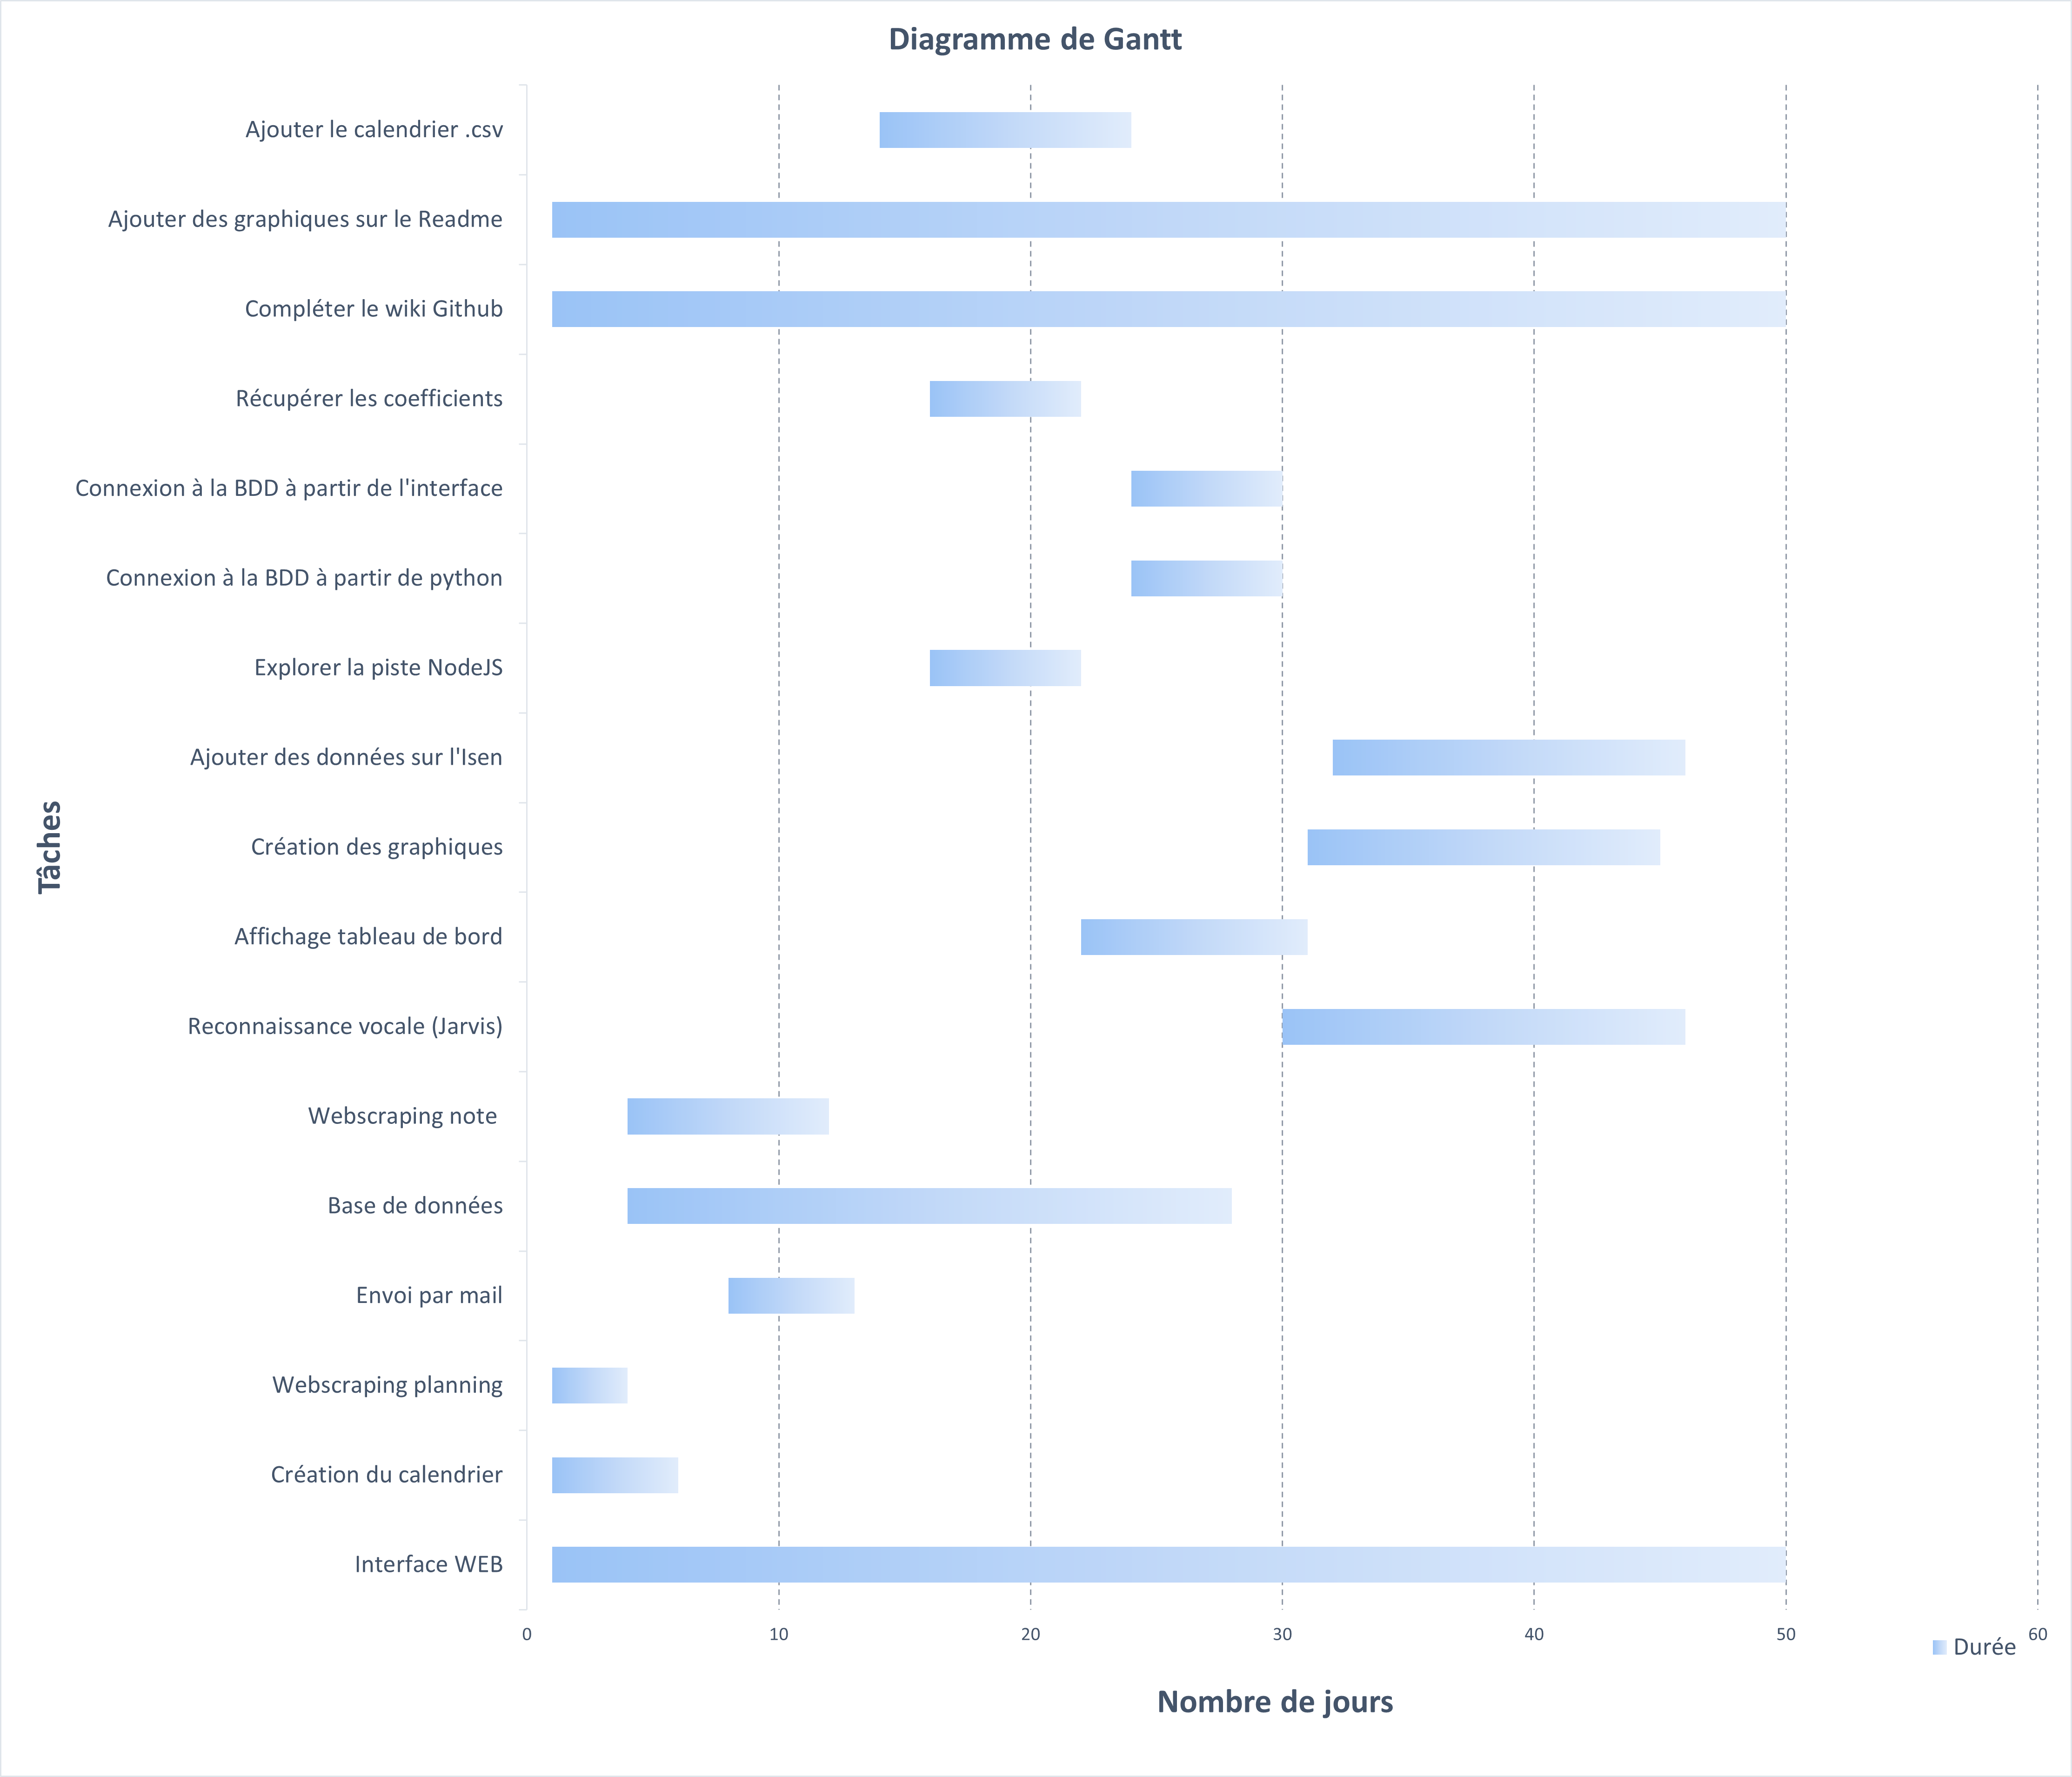 Diagramme de Gantt
Ajouter le calendrier .csv
Ajouter des graphiques sur le Readme
Compléter le wiki Github
Récupérer les coefficients
Connexion à la BDD à partir de l'interface
Connexion à la BDD à partir de python
Explorer la piste NodeJS
Ajouter des données sur l'Isen
Création des graphiques
Affichage tableau de bord
Reconnaissance vocale (Jarvis)
Webscraping note
Base de données
Envoi par mail
Webscraping planning
Création du calendrier
Interface WEB
Tâches
0 10 20 30 40 50 60
Durée
Nombre de jours